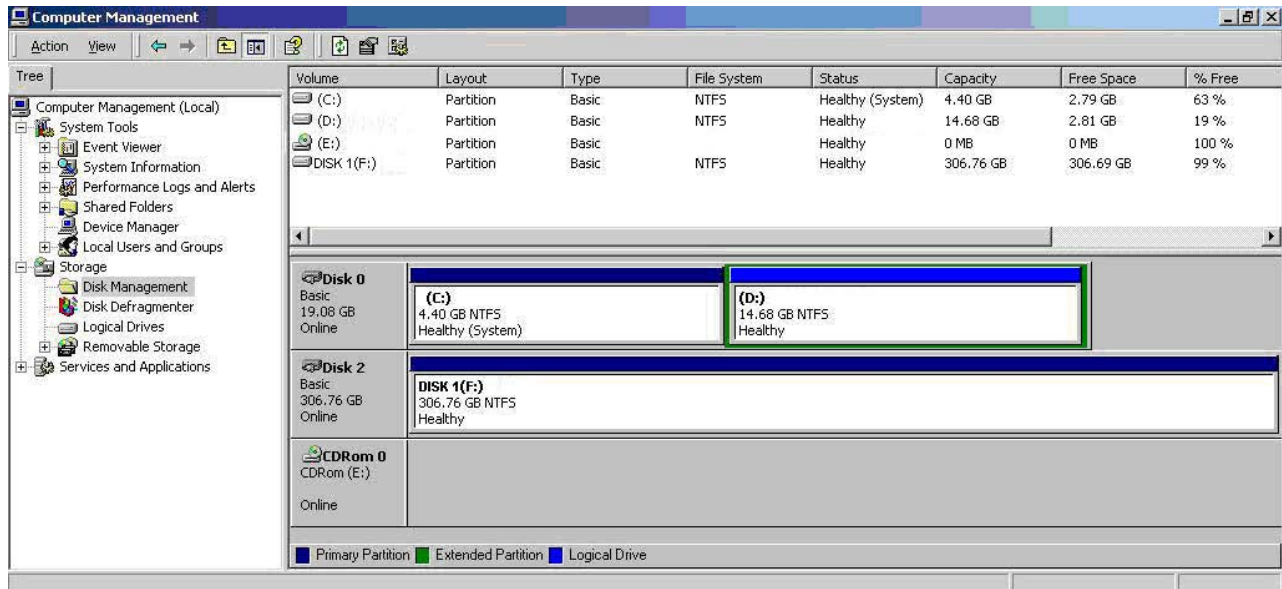 Computer Management
Action View
Tree
Computer Management (Local)
System Tools
Event Viewer
System Information
Performance Logs and Alerts
Shared Folders
Device Manager
Local Users and Groups
Storage
Disk Management
Disk Defragmenter
Logical Drives
Removable Storage
Services and Applications
Volume Layout Type File System Status Capacity Free Space % Free
(C:) Partition Basic NTFS Healthy (System) 4.40 GB 2.79 GB 63 %
(D:) Partition Basic NTFS Healthy 14.68 GB 2.81 GB 19 %
(E:) Partition Basic Healthy 0 MB 0 MB 100 %
DISK 1(F:) Partition Basic NTFS Healthy 306.76 GB 306.69 GB 99 %
Disk 0
Basic
19.08 GB
Online
(C:)
4.40 GB NTFS
Healthy (System)
(D:)
14.68 GB NTFS
Healthy
Disk 2
Basic
306.76 GB
Online
DISK 1(F:)
306.76 GB NTFS
Healthy
CDRom 0
CDRom (E:)
Online
Primary Partition Extended Partition Logical Drive